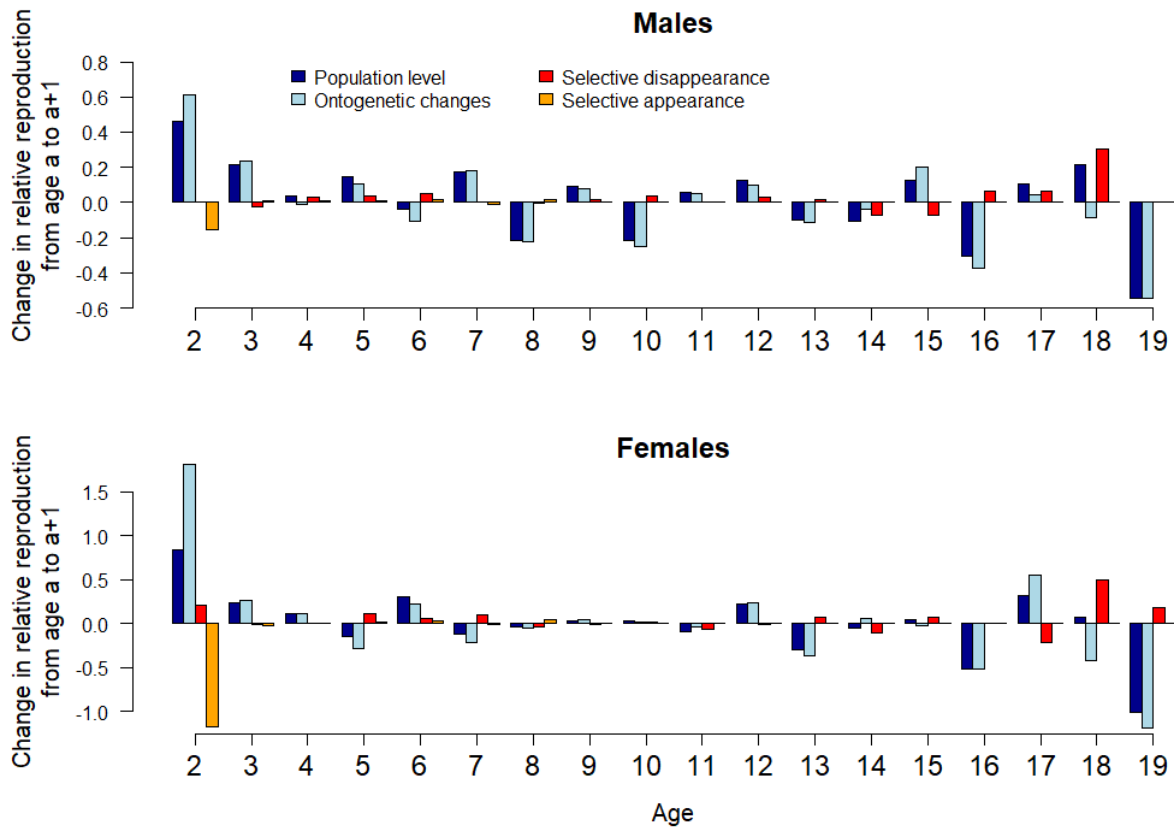 Males
Change in relative reproduction
from age a to a+1
0.8
0.6
0.4
0.2
0.0
-0.2
-0.4
-0.6
Population level
Ontogenetic changes
Selective disappearance
Selective appearance
2 3 4 5 6 7 8 9 10 11 12 13 14 15 16 17 18 19
Females
Change in relative reproduction
from age a to a+1
1.5
1.0
0.5
0.0
-0.5
-1.0
2 3 4 5 6 7 8 9 10 11 12 13 14 15 16 17 18 19
Age